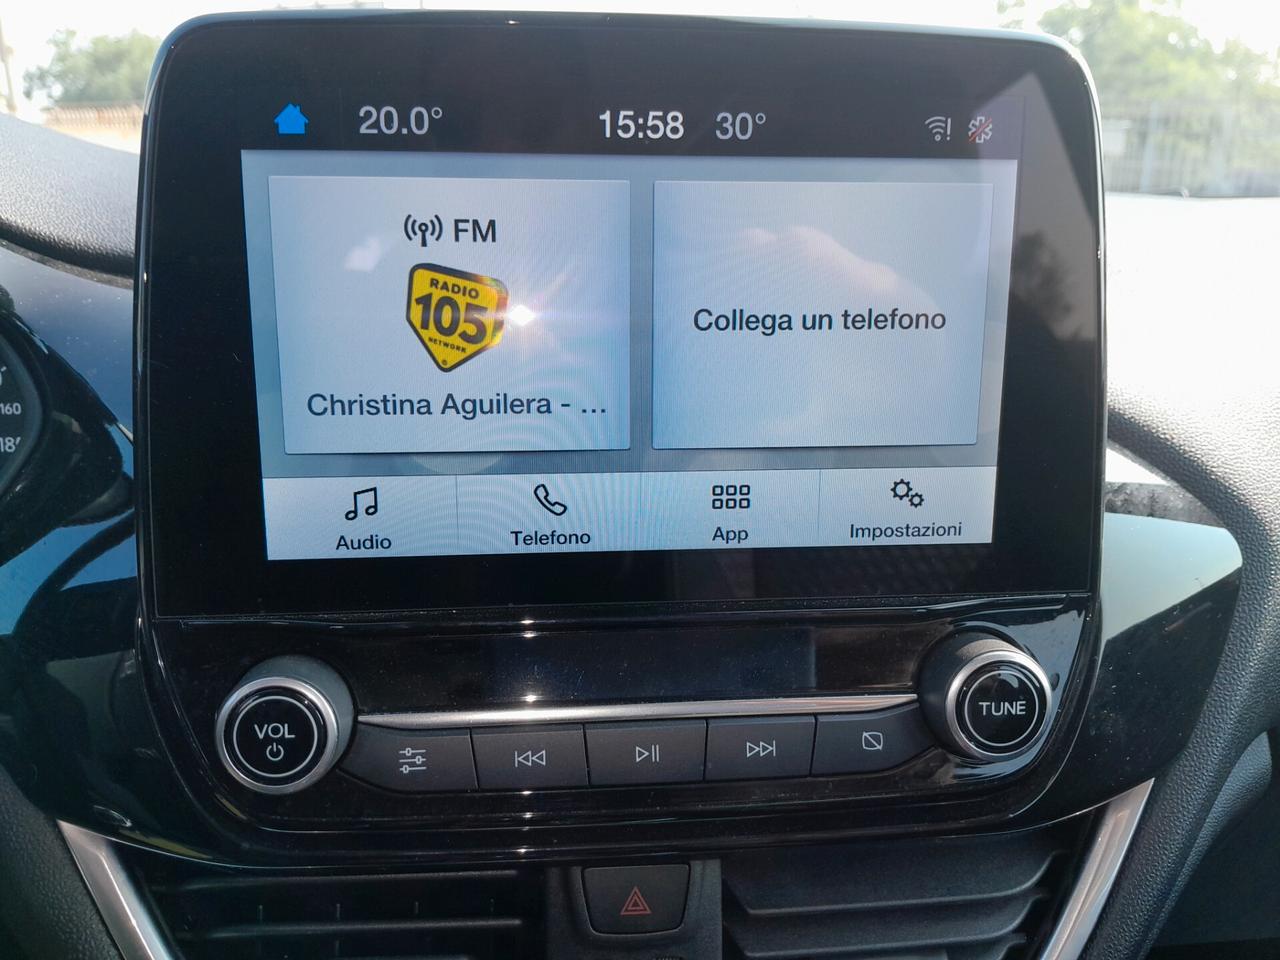 20.0°
15:58
30°
FM
RADIO
105
NETWORK
Christina Aguilera - ...
Collega un telefono
Audio
Telefono
App
Impostazioni
160
VOL
TUNE